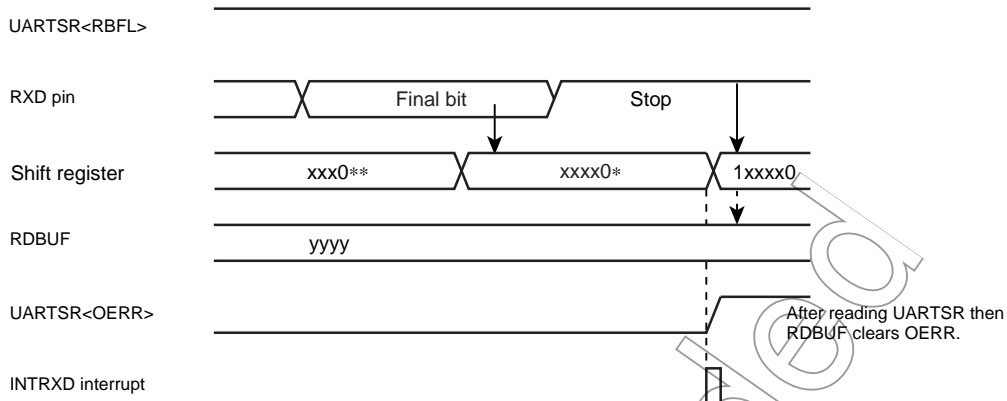 UARTSR<RBFL>
RXD pin
Final bit
Stop
Shift register
xxx0**
xxxx0*
1xxxx0
RDBUF
yyyy
UARTSR<OERR>
After reading UARTSR then
RDBUF clears OERR.
INTRXD interrupt